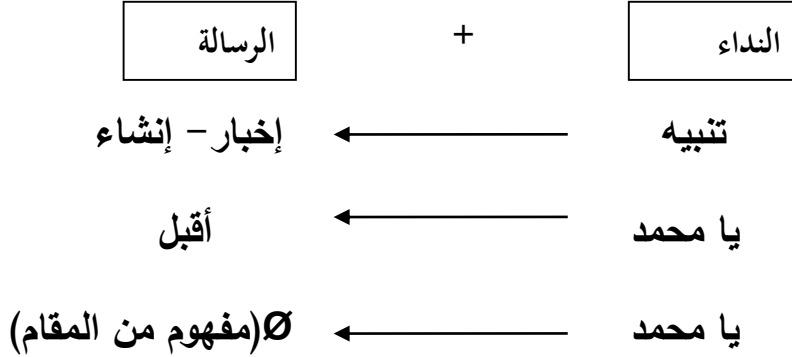 النداء + الرسالة
تنبيه إخبار - إنشاء
يا محمد أقبل
يا محمد Ø(مفهوم من المقام)